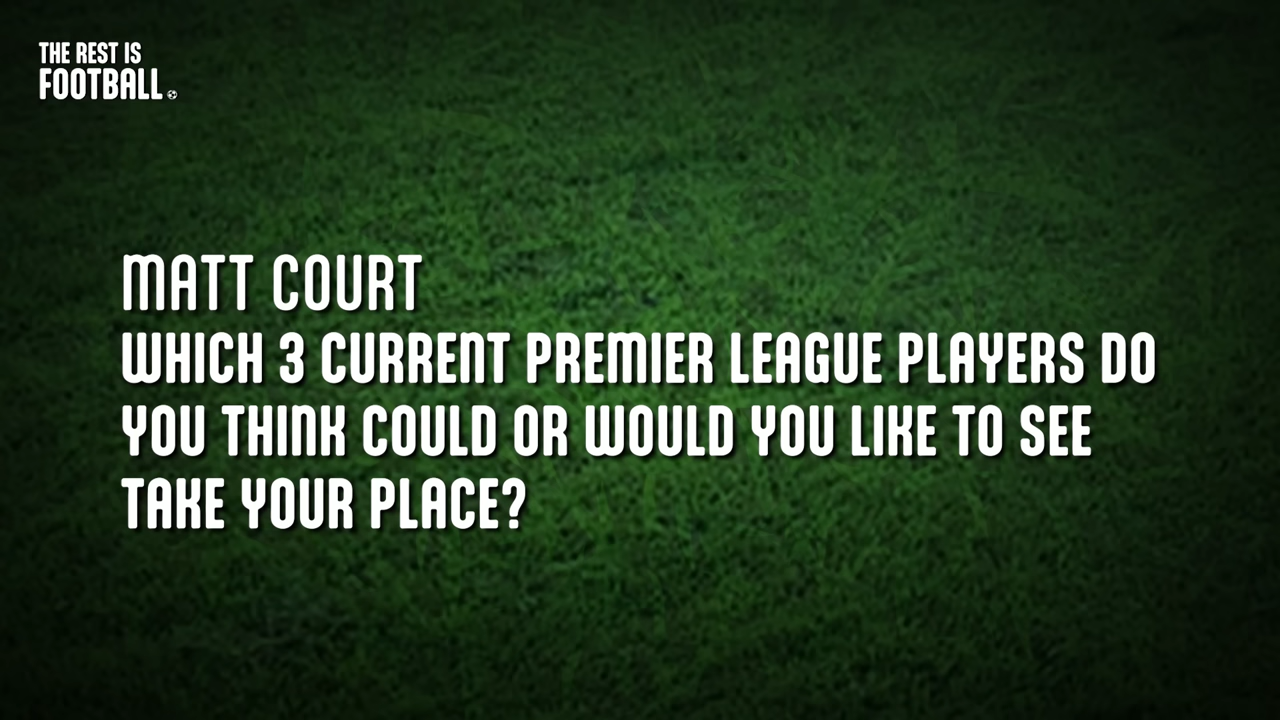 THE REST IS
FOOTBALL.
MATT COURT
WHICH 3 CURRENT PREMIER LEAGUE PLAYERS DO
YOU THINK COULD OR WOULD YOU LIKE TO SEE
TAKE YOUR PLACE?